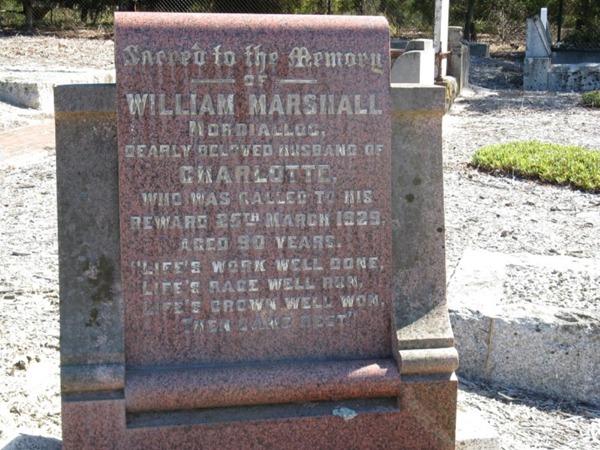 Sacred to the Memory
OF
WILLIAM MARSHALL
MORDIALLOC,
DEARLY BELOVED HUSBAND OF
CHARLOTTE,
WHO WAS CALLED TO HIS
REWARD 25TH MARCH 1929,
AGED 90 YEARS.
"LIFE'S WORK WELL DONE,
LIFE'S RACE WELL RUN,
LIFE'S CROWN WELL WON,
THEN COMES REST"